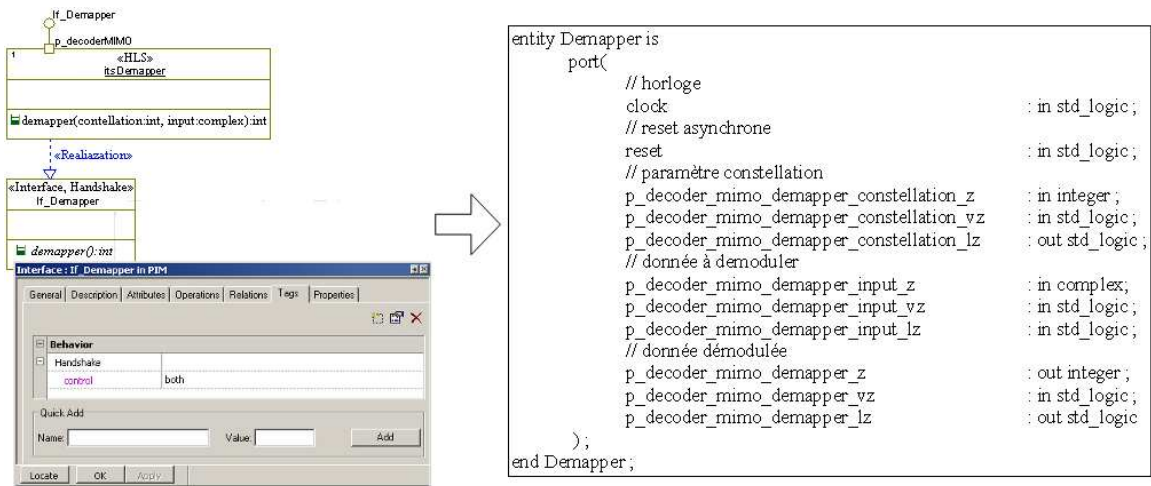 If_Demapper
p_decoderMIMO
1
«HLS»
itsDemapper
demapper(contellation:int, input:complex):int
«Realiazation»
«Interface, Handshake»
If_Demapper
demapper():int
Interface : If_Demapper in PIM
General Description Attributes Operations Relations Tags Properties
Behavior
Handshake
control both
Quick Add
Name: Value: Add
Locate OK Apply
entity Demapper is
port(
// horloge
clock : in std_logic ;
// reset asynchrone
reset : in std_logic ;
// paramètre constellation
p_decoder_mimo_demapper_constellation_z : in integer ;
p_decoder_mimo_demapper_constellation_vz : in std_logic ;
p_decoder_mimo_demapper_constellation_lz : out std_logic ;
// donnée à demoduler
p_decoder_mimo_demapper_input_z : in complex;
p_decoder_mimo_demapper_input_vz : in std_logic ;
p_decoder_mimo_demapper_input_lz : in std_logic ;
// donnée démodulée
p_decoder_mimo_demapper_z : out integer ;
p_decoder_mimo_demapper_vz : in std_logic ;
p_decoder_mimo_demapper_lz : out std_logic
) ;
end Demapper ;